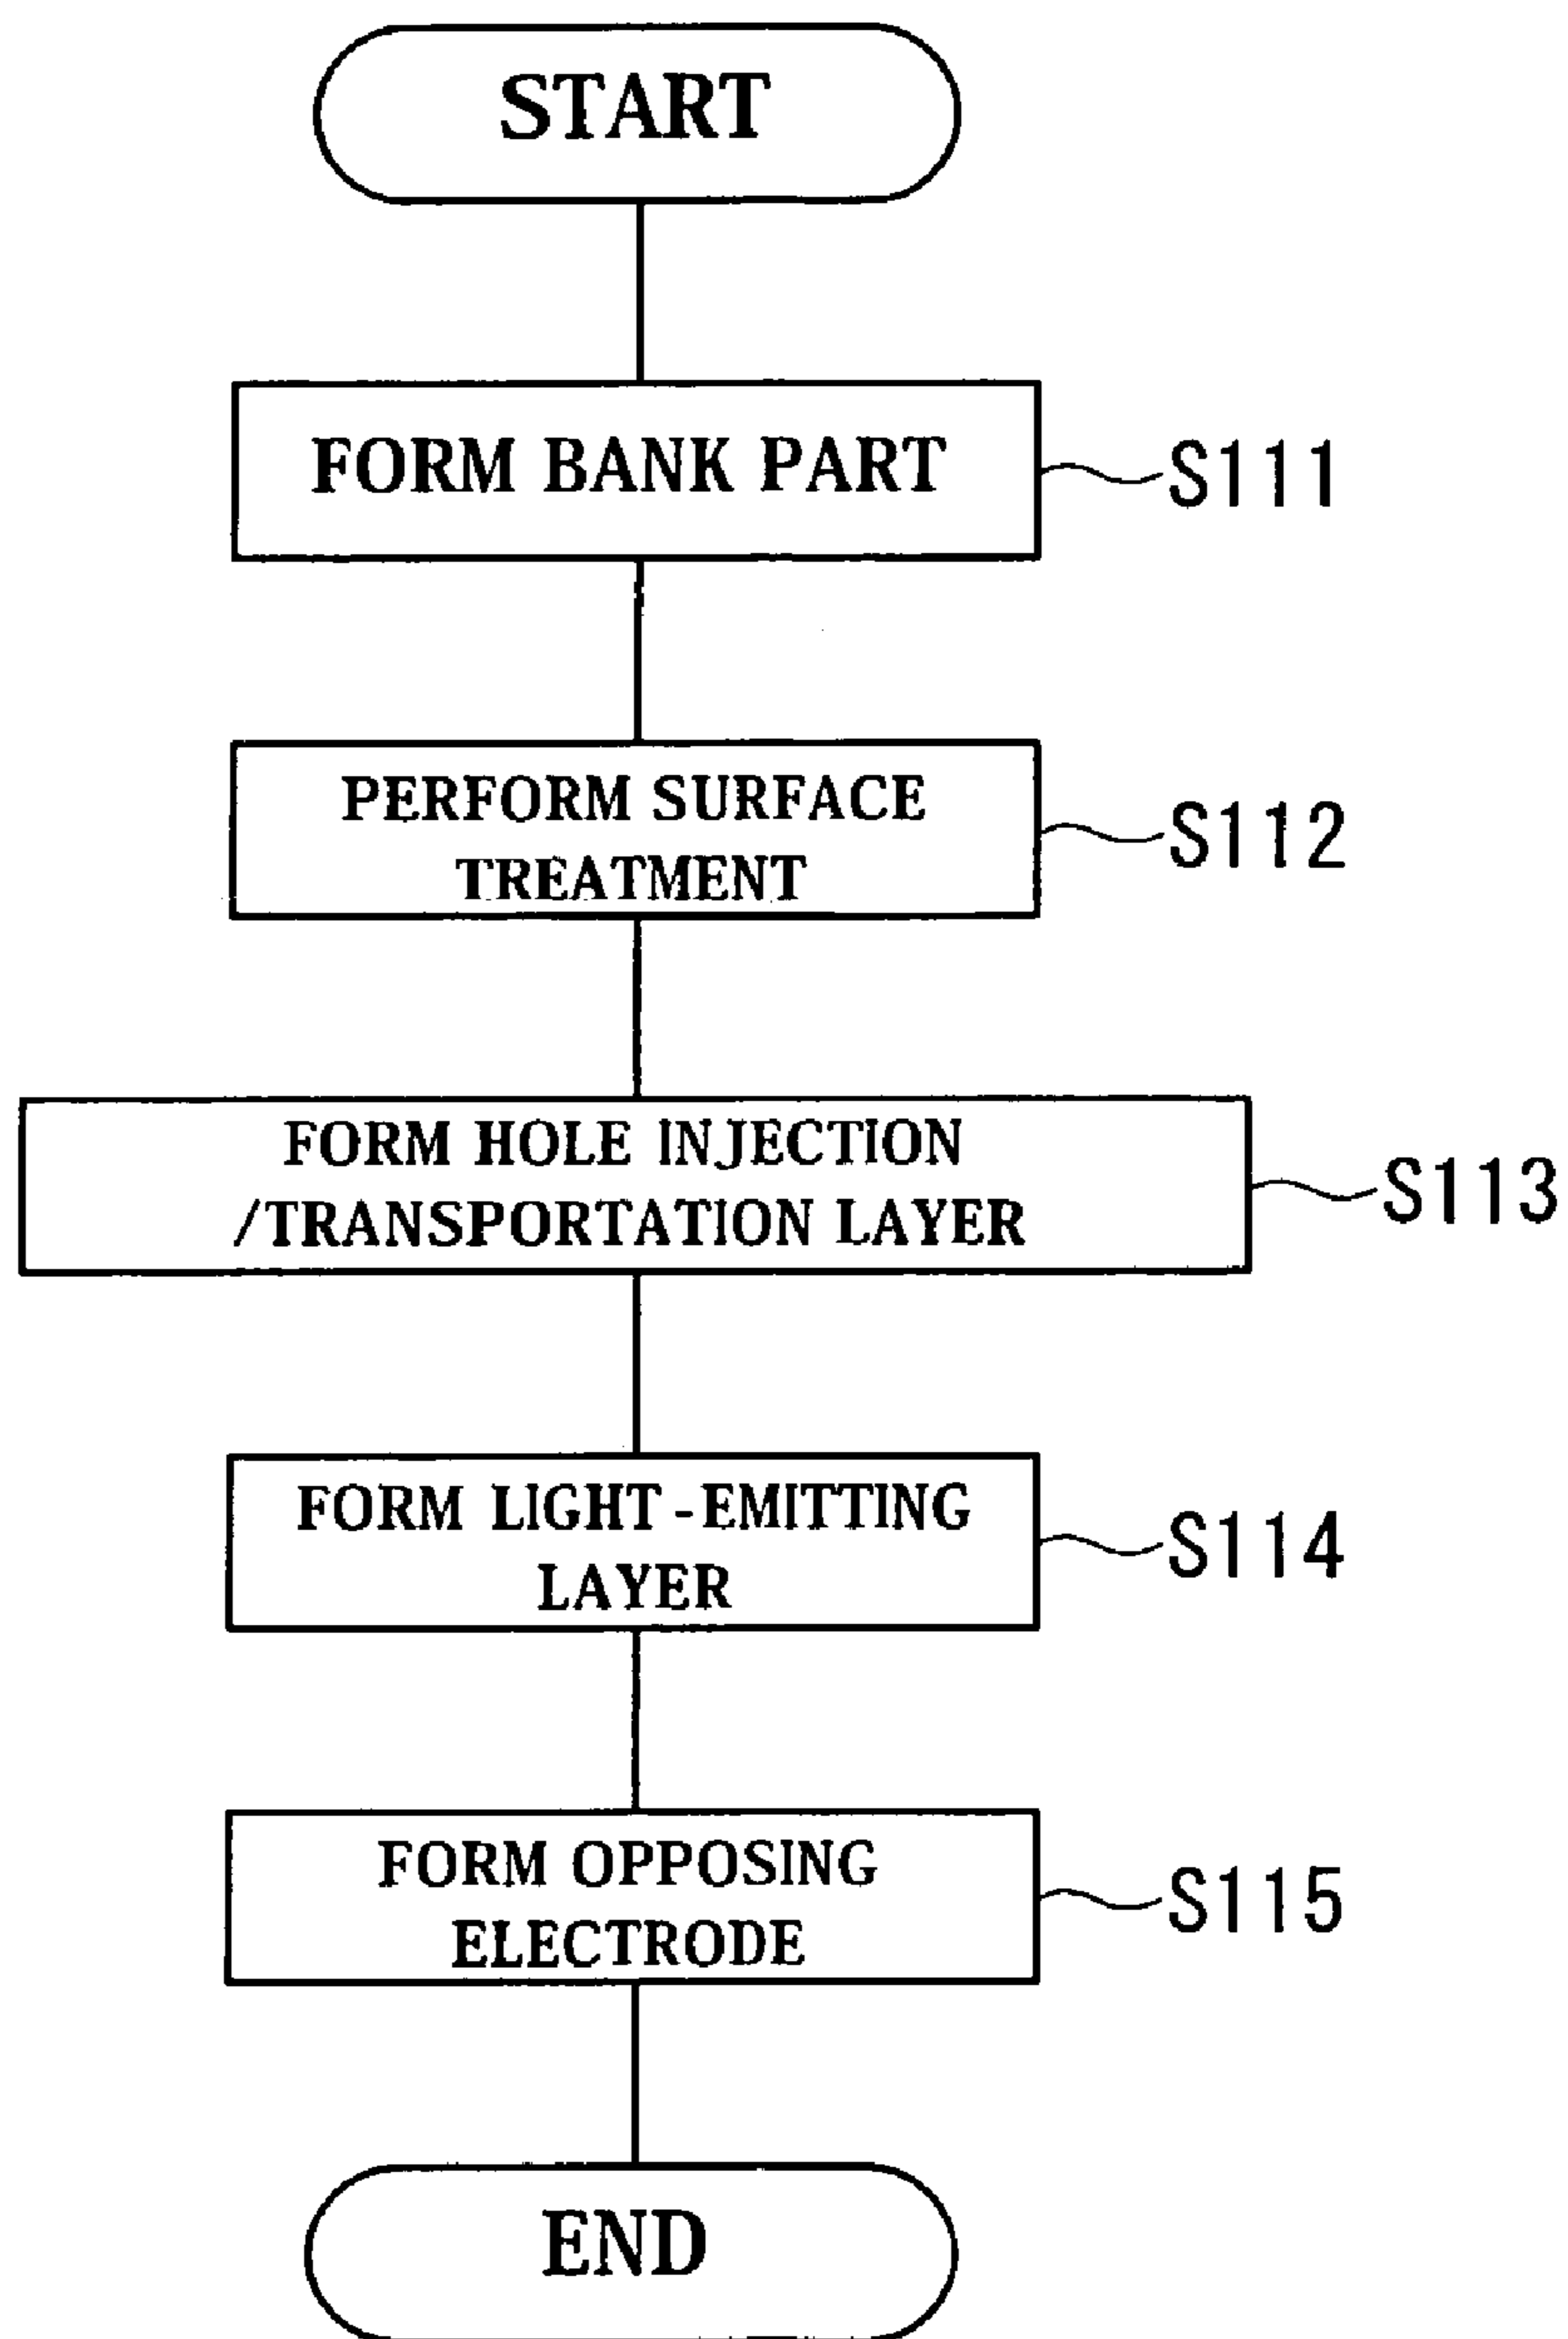 START
FORM BANK PART
S111
PERFORM SURFACE
TREATMENT
S112
FORM HOLE INJECTION
/TRANSPORTATION LAYER
S113
FORM LIGHT-EMITTING
LAYER
S114
FORM OPPOSING
ELECTRODE
S115
END